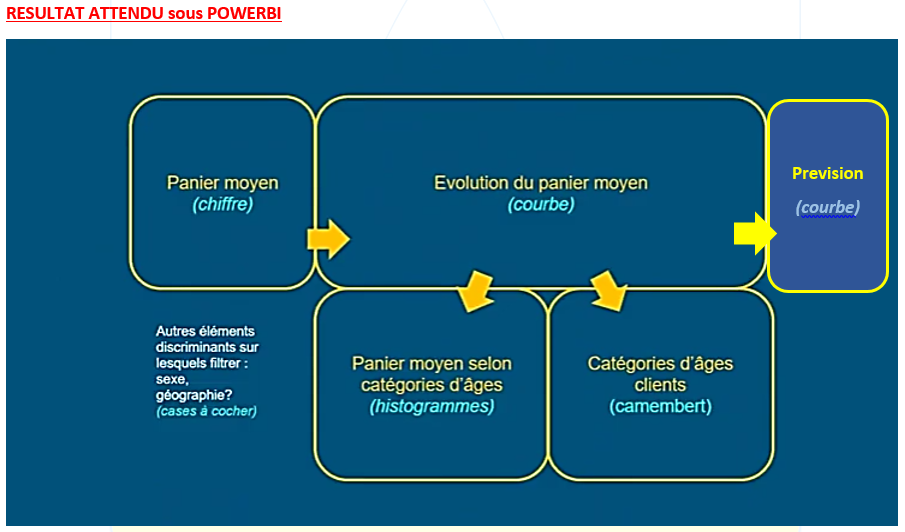 RESULTAT ATTENDU sous POWERBI
Panier moyen
(chiffre)
Evolution du panier moyen
(courbe)
Prevision
(courbe)
Autres éléments
discriminants sur
lesquels filtrer :
sexe,
géographie?
(cases à cocher)
Panier moyen selon
catégories d'âges
(histogrammes)
Catégories d'âges
clients
(camembert)